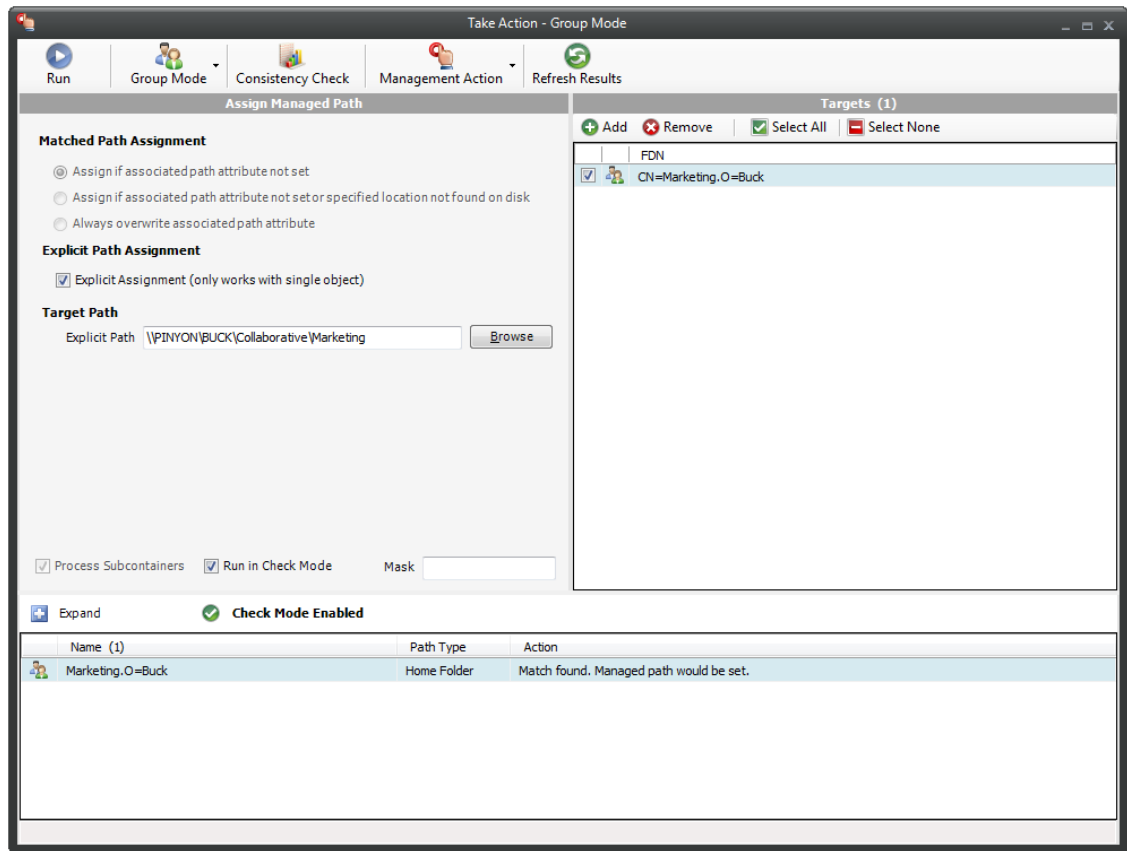 Take Action - Group Mode
Run Group Mode Consistency Check Management Action Refresh Results
Assign Managed Path
Matched Path Assignment
Assign if associated path attribute not set
Assign if associated path attribute not set or specified location not found on disk
Always overwrite associated path attribute
Explicit Path Assignment
Explicit Assignment (only works with single object)
Target Path
Explicit Path \\PINYON\BUCK\Collaborative\Marketing Browse
Process Subcontainers Run in Check Mode Mask
Targets (1)
Add Remove Select All Select None
FDN
CN=Marketing.O=Buck
Expand Check Mode Enabled
Name (1) Path Type Action
Marketing.O=Buck Home Folder Match found. Managed path would be set.